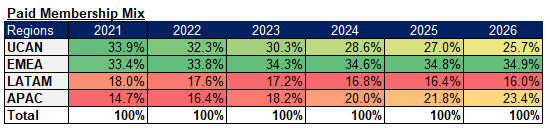 Paid Membership Mix
Regions 2021 2022 2023 2024 2025 2026
UCAN 33.9% 32.3% 30.3% 28.6% 27.0% 25.7%
EMEA 33.4% 33.8% 34.3% 34.6% 34.8% 34.9%
LATAM 18.0% 17.6% 17.2% 16.8% 16.4% 16.0%
APAC 14.7% 16.4% 18.2% 20.0% 21.8% 23.4%
Total 100% 100% 100% 100% 100% 100%